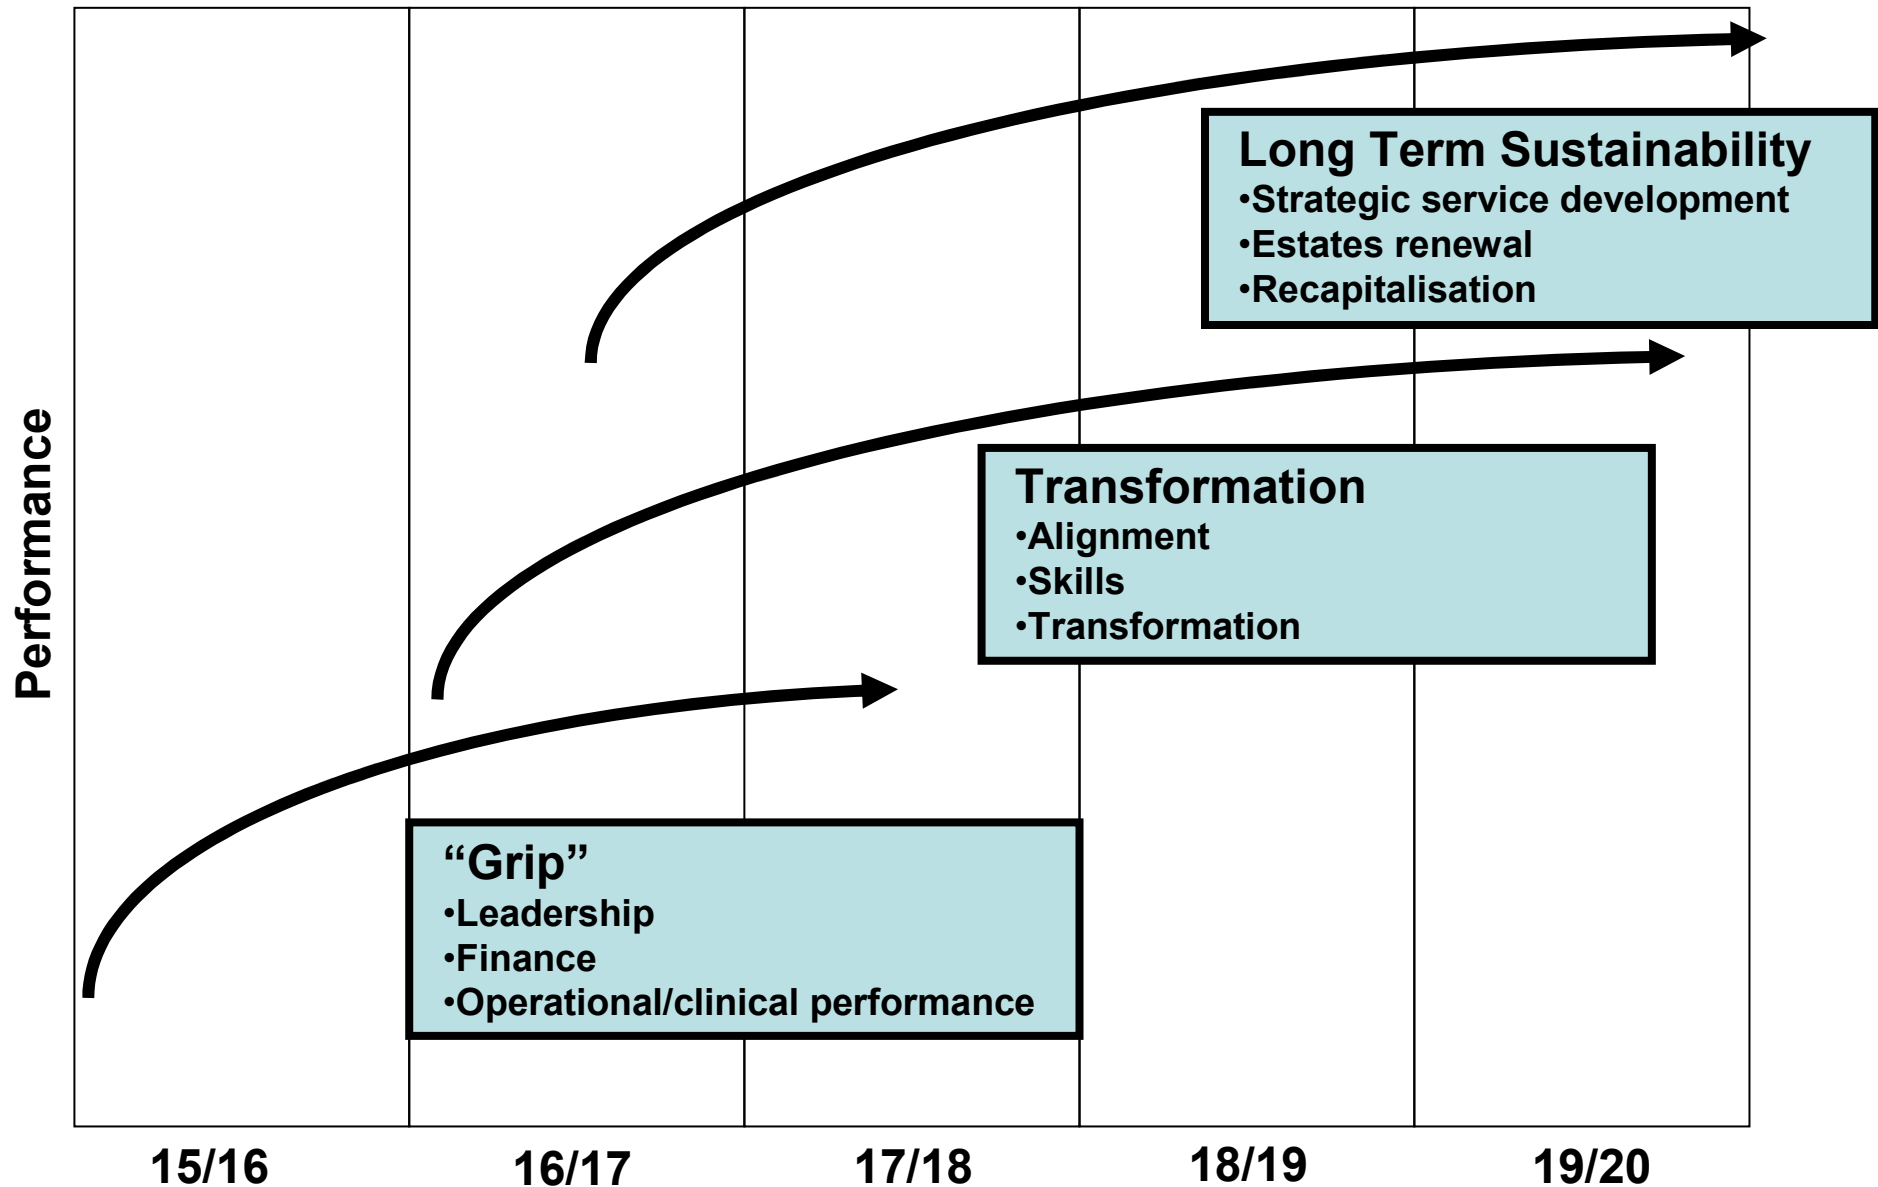 Long Term Sustainability
•Strategic service development
•Estates renewal
•Recapitalisation
Performance
Transformation
•Alignment
•Skills
•Transformation
“Grip”
•Leadership
•Finance
•Operational/clinical performance
15/16
16/17
17/18
18/19
19/20